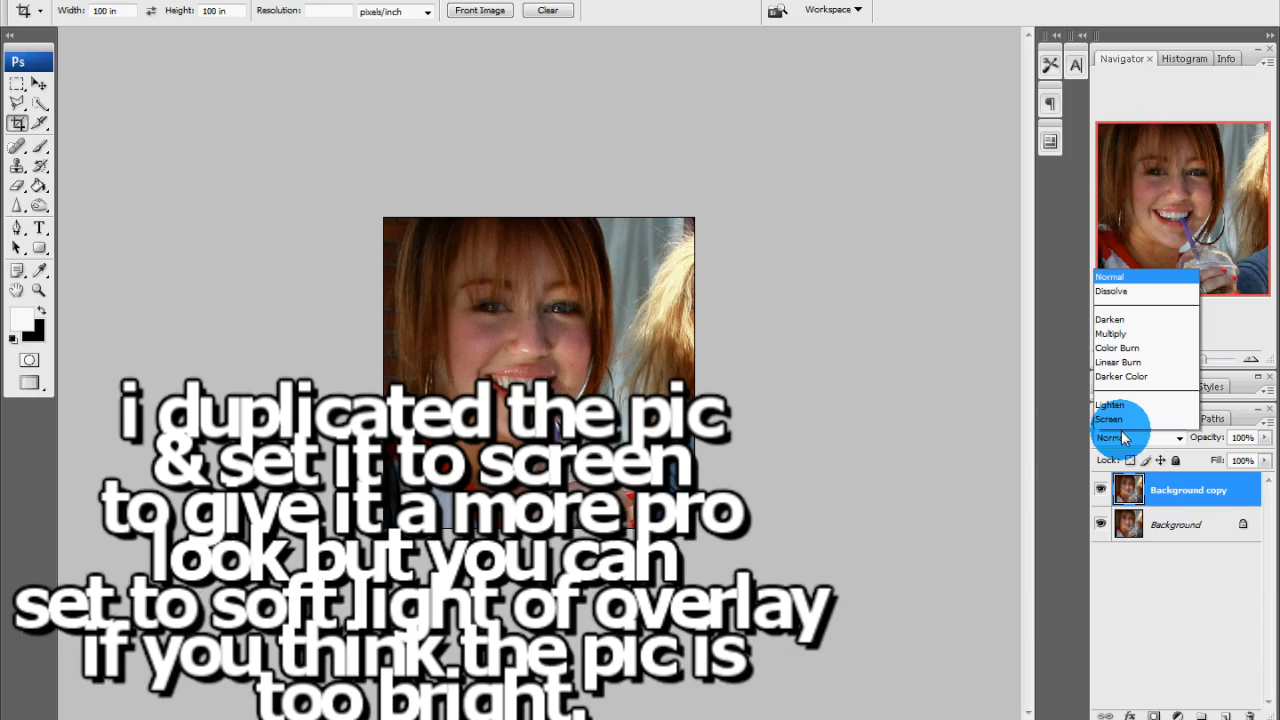 Width: 100 in Height: 100 in Resolution: pixels/inch Front Image Clear Workspace
Ps
Navigator × Histogram Info
Normal
Dissolve
Darken
Multiply
Color Burn
Linear Burn
Darker Color
Lighten
Screen
Styles
Paths
Normal Opacity: 100%
Lock: Fill: 100%
Background copy
Background
i duplicated the pic
& set it to screen
to give it a more pro
look but you can
set to soft light of overlay
if you think the pic is
too bright.